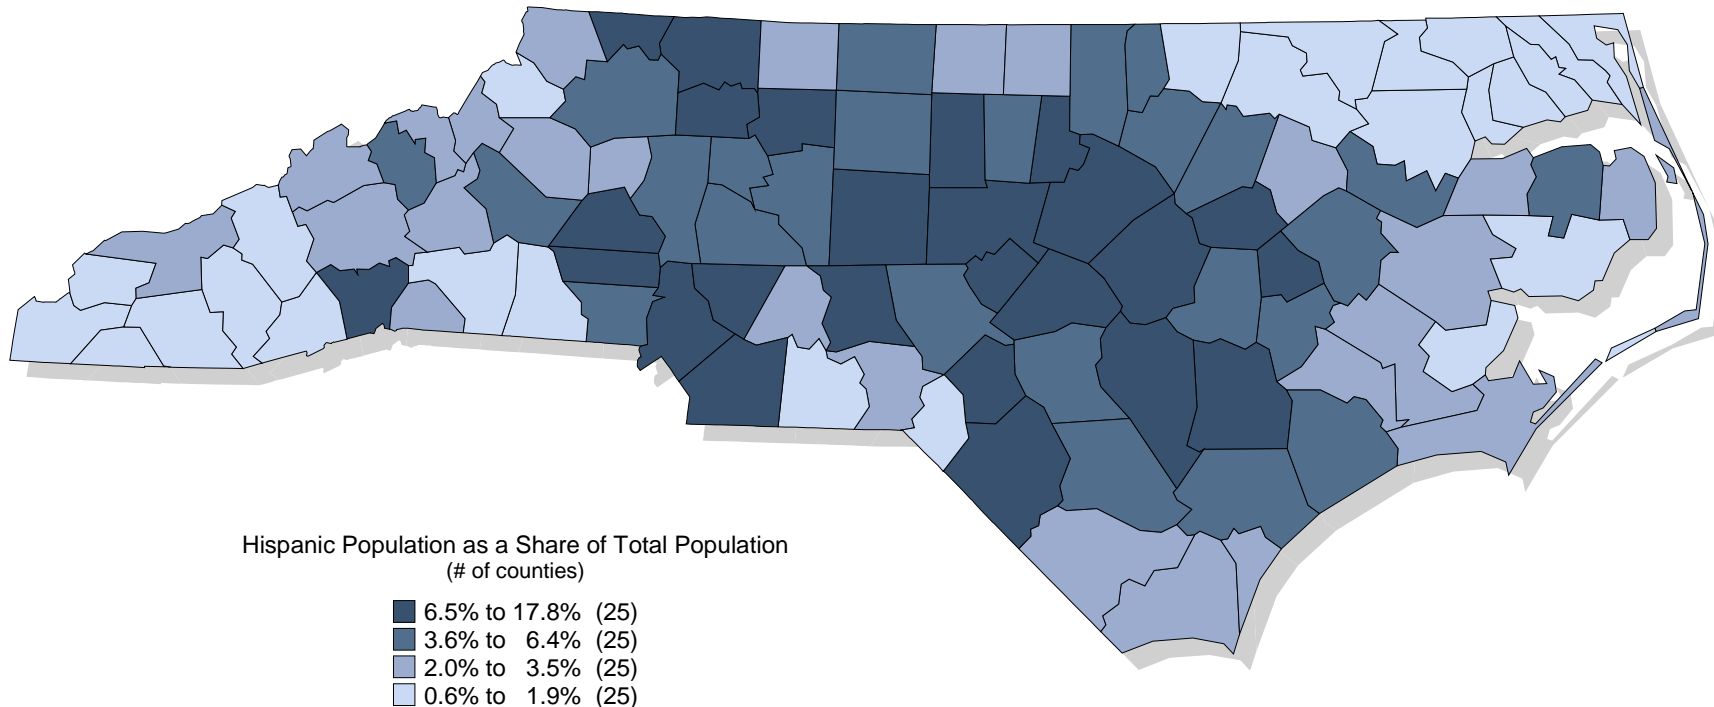 Hispanic Population as a Share of Total Population
(# of counties)
6.5% to 17.8% (25)
3.6% to 6.4% (25)
2.0% to 3.5% (25)
0.6% to 1.9% (25)